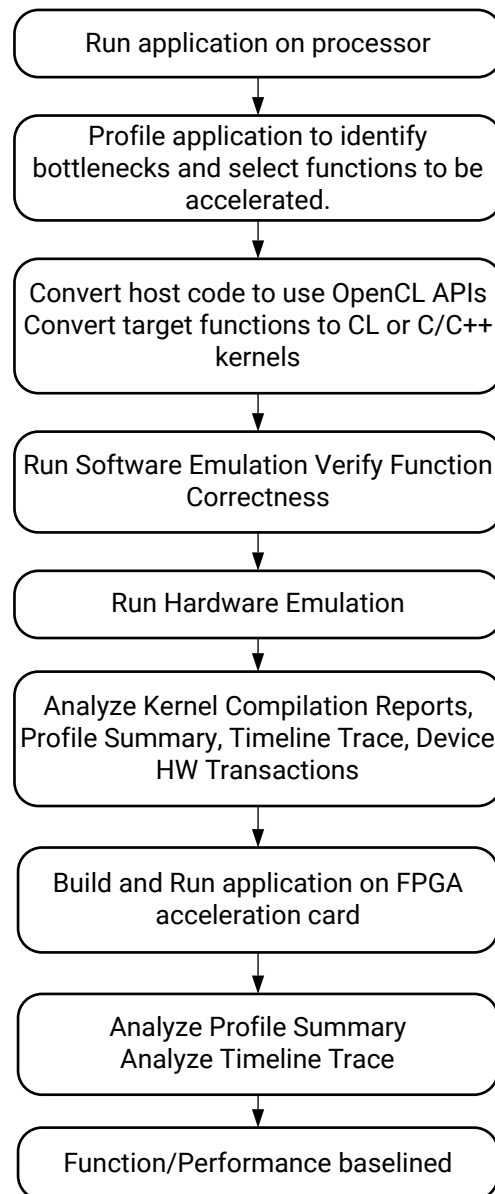 Run application on processor
Profile application to identify
bottlenecks and select functions to be
accelerated.
Convert host code to use OpenCL APIs
Convert target functions to CL or C/C++
kernels
Run Software Emulation Verify Function
Correctness
Run Hardware Emulation
Analyze Kernel Compilation Reports,
Profile Summary, Timeline Trace, Device
HW Transactions
Build and Run application on FPGA
acceleration card
Analyze Profile Summary
Analyze Timeline Trace
Function/Performance baselined